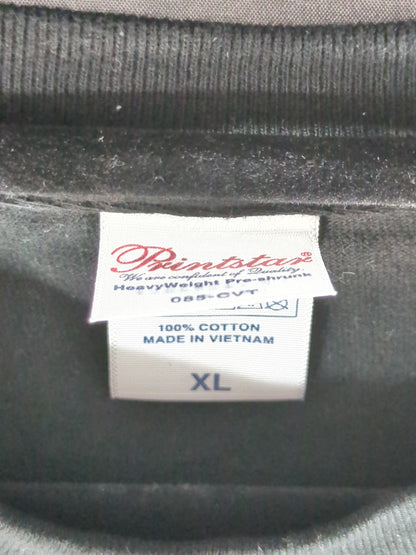 Printstar®
We are confident of Quality.
HeavyWeight Pre-shrunk
085-CVT
100% COTTON
MADE IN VIETNAM
XL